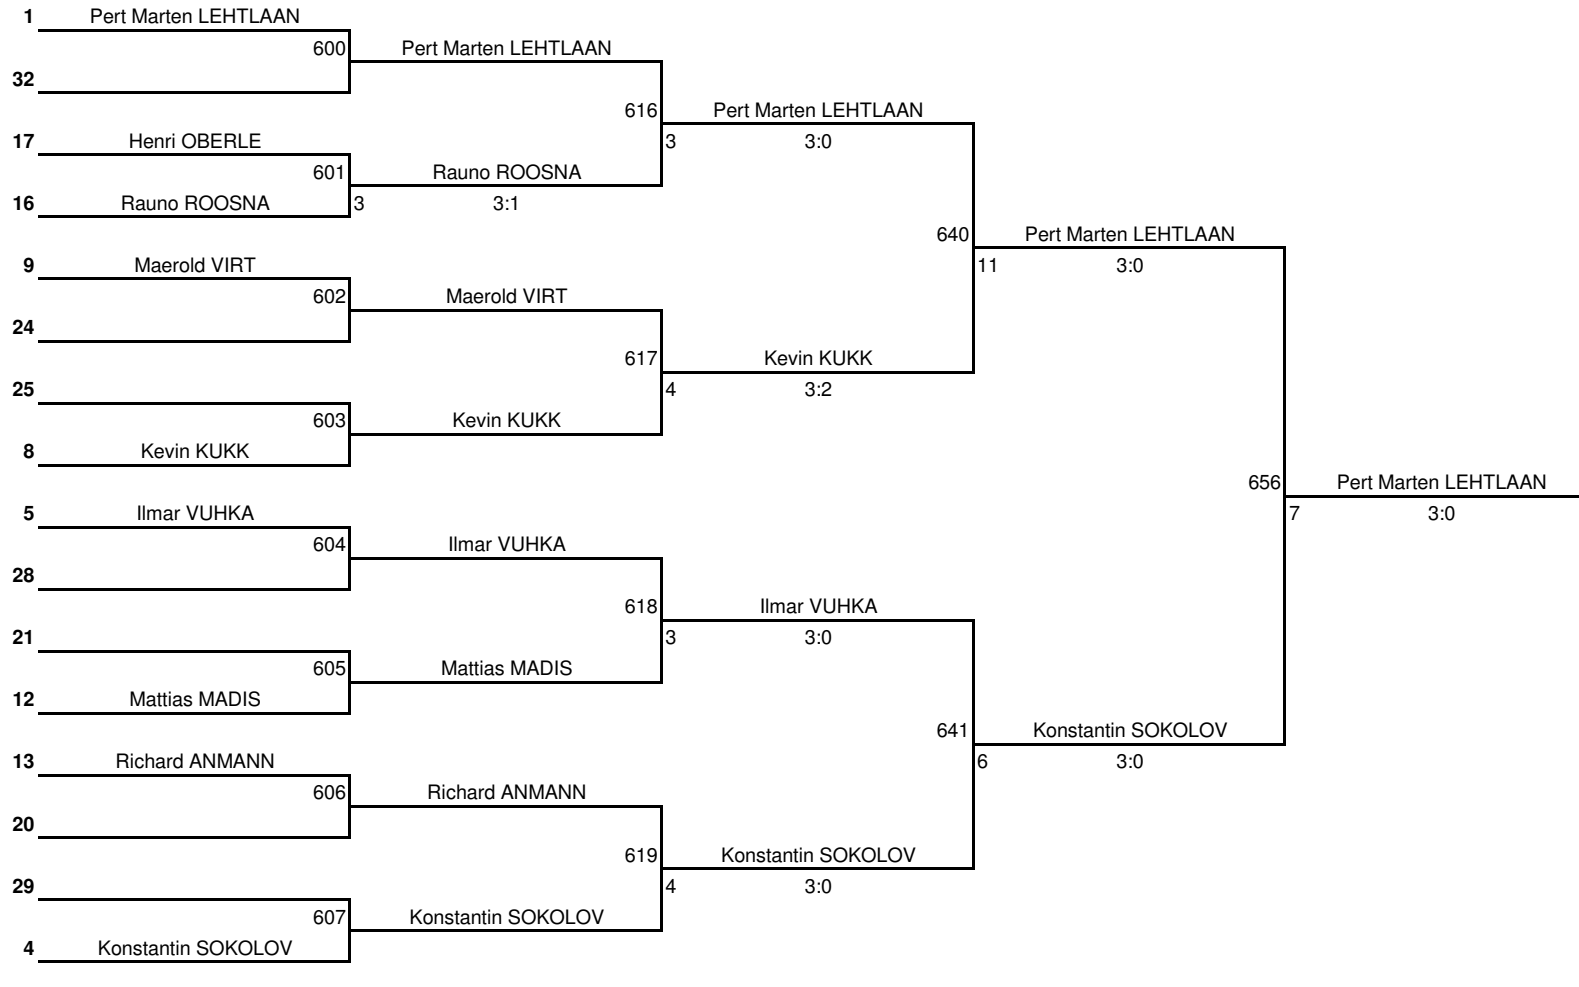 1 Pert Marten LEHTLAAN
600 Pert Marten LEHTLAAN
32
616 Pert Marten LEHTLAAN
17 Henri OBERLE 3 3:0
601 Rauno ROOSNA
16 Rauno ROOSNA 3 3:1
640 Pert Marten LEHTLAAN
9 Maerold VIRT 11 3:0
602 Maerold VIRT
24
617 Kevin KUKK
25 4 3:2
603 Kevin KUKK
8 Kevin KUKK
656 Pert Marten LEHTLAAN
5 Ilmar VUHKA 7 3:0
604 Ilmar VUHKA
28
618 Ilmar VUHKA
21 3 3:0
605 Mattias MADIS
12 Mattias MADIS
641 Konstantin SOKOLOV
13 Richard ANMANN 6 3:0
606 Richard ANMANN
20
619 Konstantin SOKOLOV
29 4 3:0
607 Konstantin SOKOLOV
4 Konstantin SOKOLOV